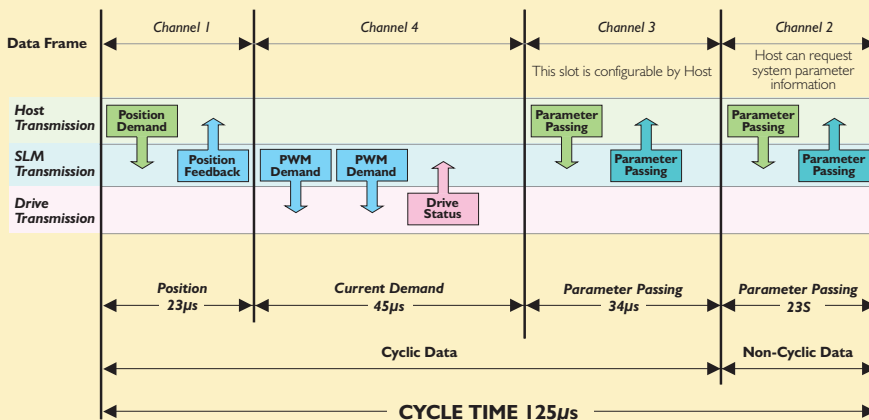 Data Frame
Channel 1
Channel 4
Channel 3
Channel 2
This slot is configurable by Host
Host can request
system parameter
information
Host
Transmission
Position
Demand
Parameter
Passing
Parameter
Passing
SLM
Transmission
Position
Feedback
PWM
Demand
PWM
Demand
Parameter
Passing
Parameter
Passing
Drive
Transmission
Drive
Status
Position
23µs
Current Demand
45µs
Parameter Passing
34µs
Parameter Passing
23S
Cyclic Data
Non-Cyclic Data
CYCLE TIME 125µs